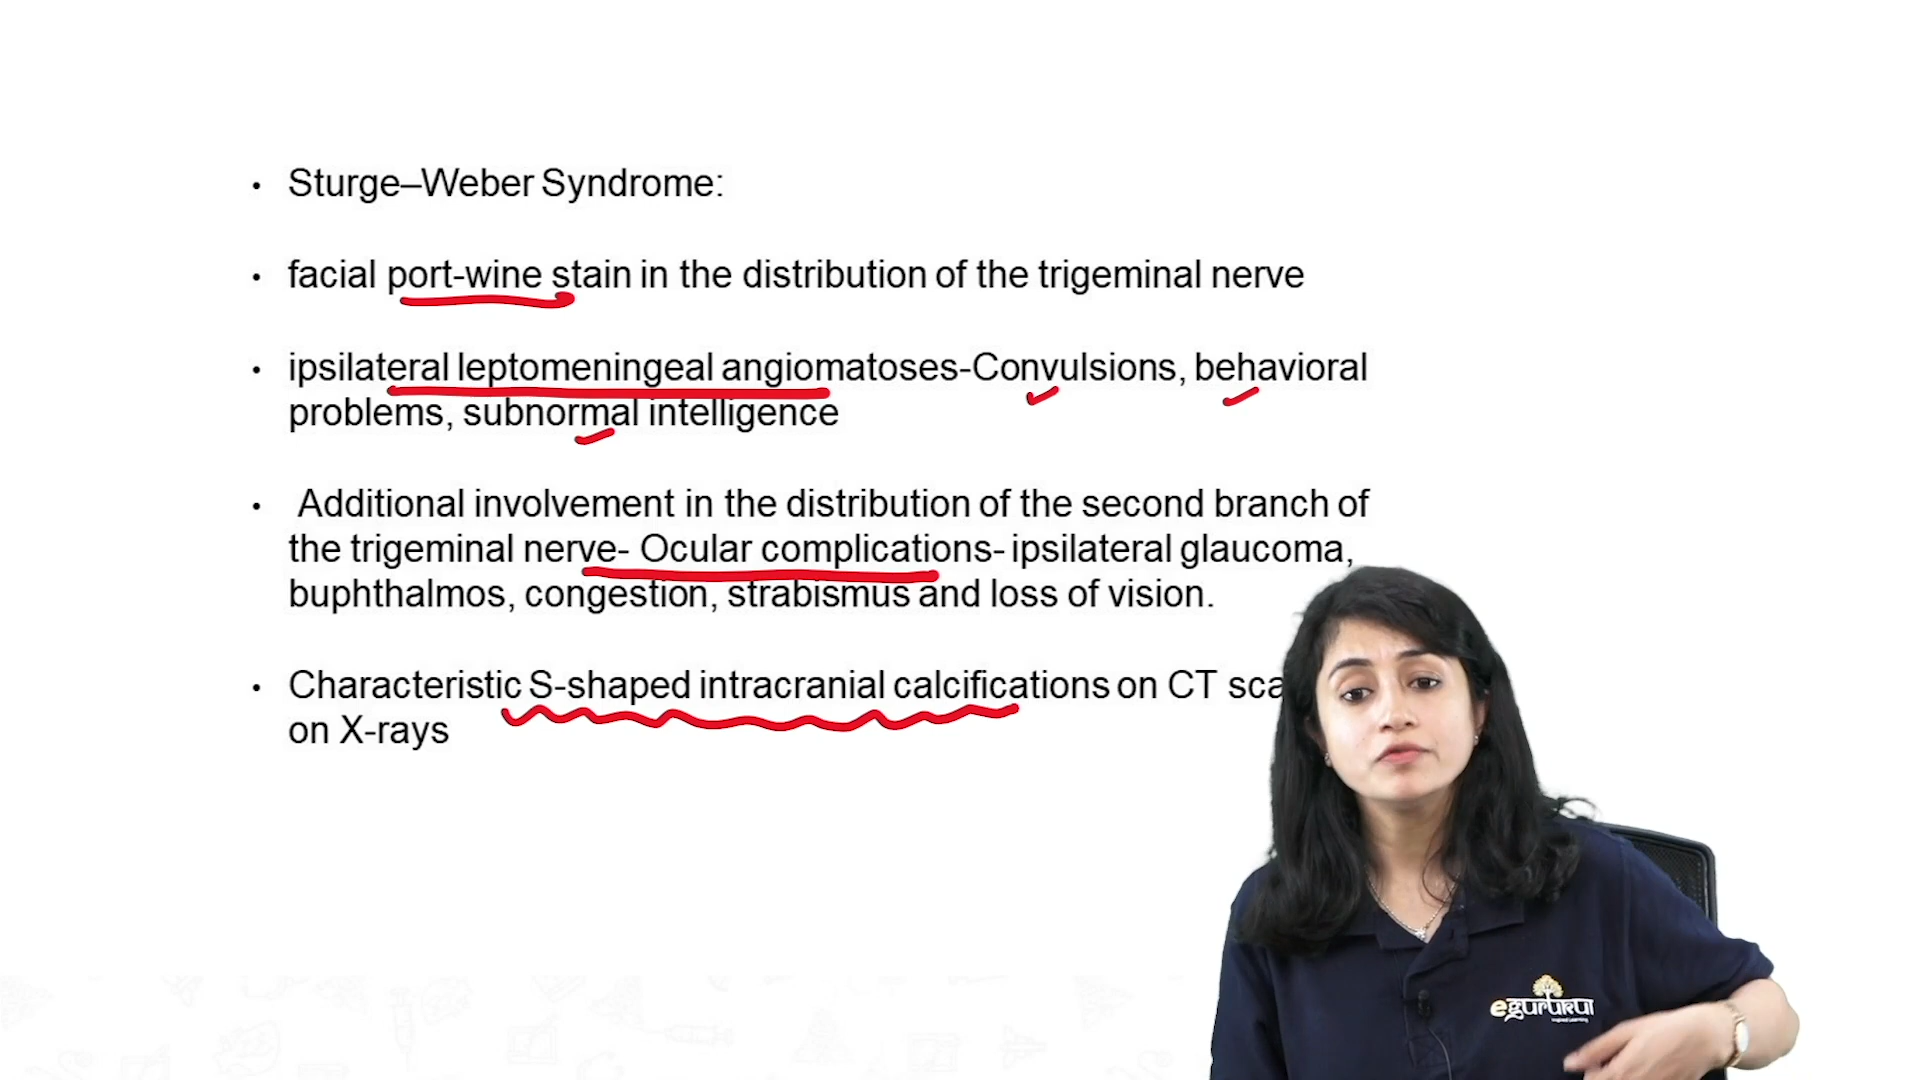 • Sturge–Weber Syndrome:
• facial port-wine stain in the distribution of the trigeminal nerve
• ipsilateral leptomeningeal angiomatoses-Convulsions, behavioral
problems, subnormal intelligence
• Additional involvement in the distribution of the second branch of
the trigeminal nerve- Ocular complications- ipsilateral glaucoma,
buphthalmos, congestion, strabismus and loss of vision.
• Characteristic S-shaped intracranial calcifications on CT
on X-rays
egurukul